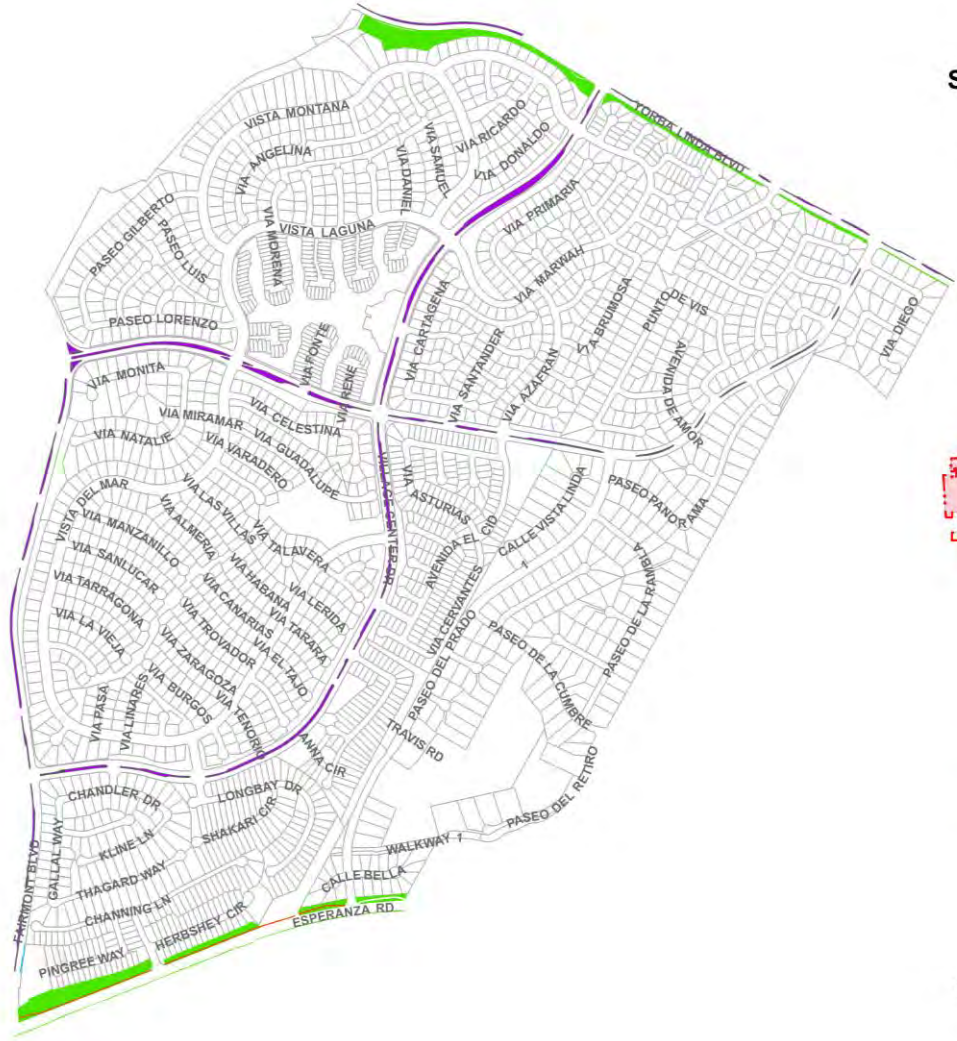 S
YORBA LINDA BLVD
VISTA MONTANA
VIA RICARDO
VIA SAMUEL
VIA DONALDO
VIA ANGELINA
VIA DANIEL
VIA PRIMARIA
PASEO GILBERTO
PASEO LUIS
VIA MORENA
VISTA LAGUNA
VIA MARWAH
VIA CARTAGENA
VIA BRUMOSA
PUNTO DE VIS
VIA DIEGO
PASEO LORENZO
VIA FONTE
VIA RENE
VIA SANTANDER
VIA AZAFRAN
AVENIDA DE AMOR
VIA MONITA
VIA MIRAMAR
VIA CELESTINA
VIA NATALIE
VIA VARADERO
VIA GUADALUPE
VILLAGE CENTER DR
VIA ASTURIAS
AVENIDA EL CID
CALLE VISTA LINDA
1
PASEO PANORAMA
PASEO DE LA RAMBLA
VISTA DEL MAR
VIA LAS VILLAS
VIA TALAVERA
VIA MANZANILLO
VIA ALMERIA
VIA SANLUCAR
VIA HABANA
VIA LERIDA
VIA TARRAGONA
VIA CANARIAS
VIA TARARA
VIA LA VIEJA
VIA TROVADOR
VIA EL TAJO
VIA ZARAGOZA
VIA CERVANTES
PASEO DEL PRADO
PASEO DE LA CUMBRE
VIA PASA
VIA LINARES
VIA BURGOS
VIA TENORIO
ANNA CIR
TRAVIS RD
PASEO DEL RETIRO
CHANDLER DR
LONGBAY DR
SHAKARI CIR
FAIRMONT BLVD
GALLAL WAY
KLINE LN
THAGARD WAY
CHANNING LN
WALKWAY 1
CALLE BELLA
PINGREE WAY
HERBSHEY CIR
ESPERANZA RD